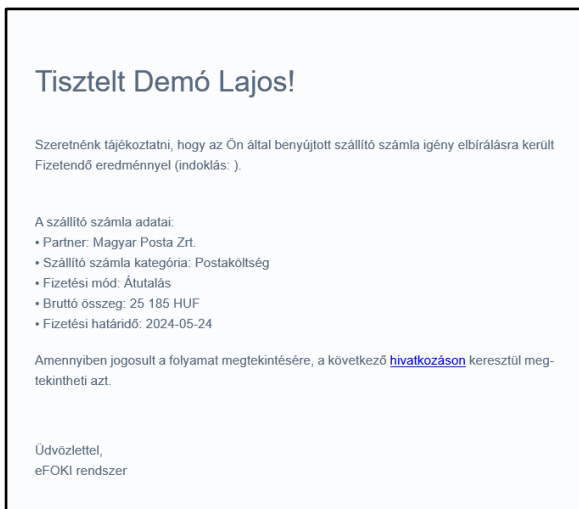 Tisztelt Demó Lajos!
Szeretnénk tájékoztatni, hogy az Ön által benyújtott szállító számla igény elbírálásra került
Fizetendő eredménnyel (indoklás: ).
A szállító számla adatai:
• Partner: Magyar Posta Zrt.
• Szállító számla kategória: Postaköltség
• Fizetési mód: Átutalás
• Bruttó összeg: 25 185 HUF
• Fizetési határidő: 2024-05-24
Amennyiben jogosult a folyamat megtekintésére, a következő hivatkozáson keresztül meg-
tekintheti azt.
Üdvözlettel,
eFOKI rendszer